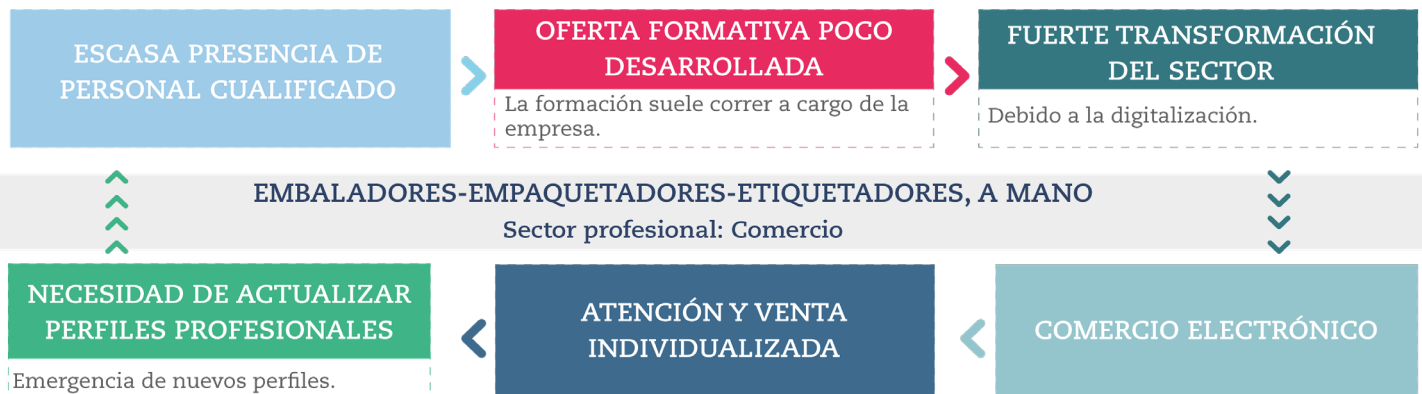 ESCASA PRESENCIA DE
PERSONAL CUALIFICADO
OFERTA FORMATIVA POCO
DESARROLLADA
La formación suele correr a cargo de la
empresa.
FUERTE TRANSFORMACIÓN
DEL SECTOR
Debido a la digitalización.
EMBALADORES-EMPAQUETADORES-ETIQUETADORES, A MANO
Sector profesional: Comercio
NECESIDAD DE ACTUALIZAR
PERFILES PROFESIONALES
Emergencia de nuevos perfiles.
ATENCIÓN Y VENTA
INDIVIDUALIZADA
COMERCIO ELECTRÓNICO